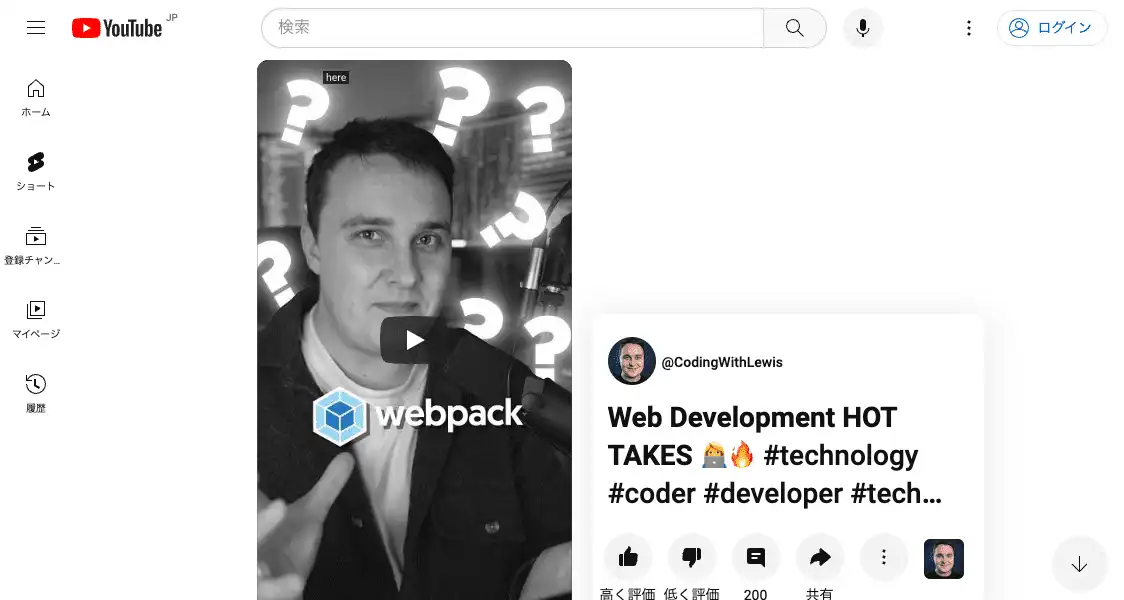 YouTube JP
検索
ログイン
ホーム
ショート
登録チャン...
マイページ
履歴
here
webpack
@CodingWithLewis
Web Development HOT
TAKES 👩‍💻🔥 #technology
#coder #developer #tech...
高く評価 低く評価 200 共有